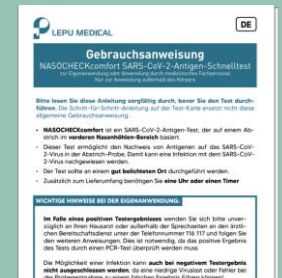 LEPU MEDICAL
DE
Gebrauchsanweisung
NASOCHECKcomfort SARS-CoV-2-Antigen-Schnelltest
zur Eigenanwendung oder Anwendung durch medizinisches Fachpersonal
Nur zur Anwendung außerhalb des Körpers
Bitte lesen Sie diese Anleitung sorgfältig durch, bevor Sie den Test durch-
führen. Die Schritt-für-Schritt-Anleitung auf der Test-Karte ersetzt nicht diese
allgemeine Gebrauchsanweisung.
• NASOCHECKcomfort ist ein SARS-CoV-2-Antigen-Test, der auf einem Ab-
strich im vorderen Nasenhöhlen-Bereich basiert.
• Dieser Test ermöglicht den Nachweis von Antigenen auf das SARS-CoV-
2-Virus in der Abstrich-Probe. Damit kann eine Infektion mit dem SARS-CoV-
2-Virus nachgewiesen werden.
• Der Test sollte an einem gut belichteten Ort durchgeführt werden.
• Zusätzlich zum Lieferumfang benötigen Sie eine Uhr oder einen Timer
WICHTIGE HINWEISE BEI DER EIGENANWENDUNG:
Im Falle eines positiven Testergebnisses wenden Sie sich bitte unver-
züglich an Ihren Hausarzt oder außerhalb der Sprechzeiten an den ärztli-
chen Bereitschaftsdienst unter der Telefonnummer 116 117 und folgen Sie
den weiteren Anweisungen. Dies ist notwendig, da das positive Ergebnis
des Tests durch einen PCR-Test überprüft werden muss.
Die Möglichkeit einer Infektion kann auch bei negativem Testergebnis
nicht ausgeschlossen werden, da eine niedrige Viruslast oder Fehler bei
der Probenentnahme zu einem falschen Ergebnis führen können!